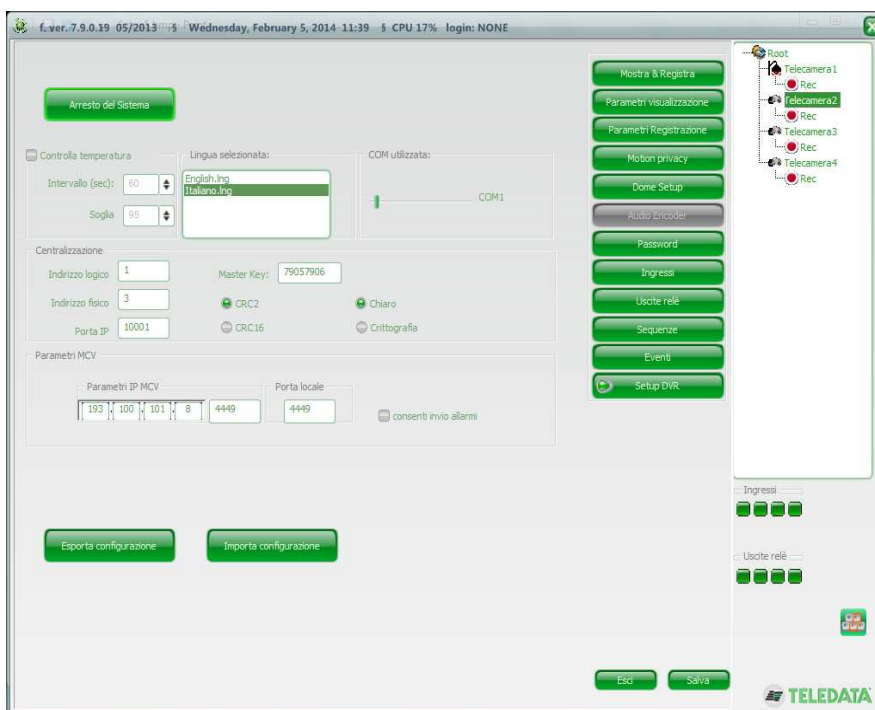 f. ver. 7.9.0.19 05/2013 § Wednesday, February 5, 2014 11:39 § CPU 17% login: NONE
Arresto del Sistema
Controlla temperatura
Intervallo (sec): 60
Soglia 95
Lingua selezionata:
English.lng
Italiano.lng
COM utilizzata:
COM1
Centralizzazione
Indirizzo logico 1
Master Key: 79057906
Indirizzo fisico 3
CRC2
Chiaro
Porta IP 10001
CRC16
Crittografia
Parametri MCV
Parametri IP MCV
193 . 100 . 101 . 8 4449
Porta locale
4449
consenti invio allarmi
Esporta configurazione
Importa configurazione
Mostra & Registra
Parametri visualizzazione
Parametri Registrazione
Motion privacy
Dome Setup
Audio Encoder
Password
Ingressi
Uscite relè
Sequenze
Eventi
Setup DVR
Esci
Salva
Root
Telecamera1
Rec
Telecamera2
Rec
Telecamera3
Rec
Telecamera4
Rec
Ingressi
Uscite relè
TELEDATA